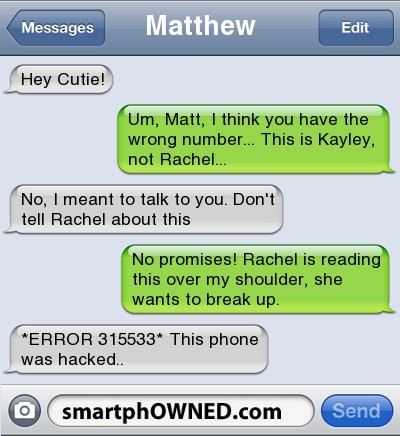 Messages Matthew Edit
Hey Cutie!
Um, Matt, I think you have the
wrong number... This is Kayley,
not Rachel...
No, I meant to talk to you. Don't
tell Rachel about this
No promises! Rachel is reading
this over my shoulder, she
wants to break up.
*ERROR 315533* This phone
was hacked..
smartphOWNED.com Send